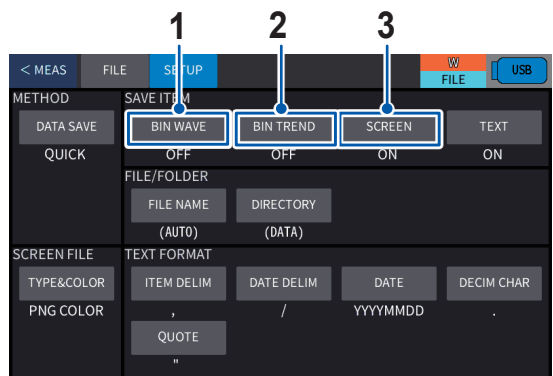 1 2 3
< MEAS FILE SETUP W FILE USB
METHOD SAVE ITEM
DATA SAVE BIN WAVE BIN TREND SCREEN TEXT
QUICK OFF OFF ON ON
FILE/FOLDER
FILE NAME DIRECTORY
(AUTO) (DATA)
SCREEN FILE TEXT FORMAT
TYPE&COLOR ITEM DELIM DATE DELIM DATE DECIM CHAR
PNG COLOR , / YYYYMMDD .
QUOTE
"